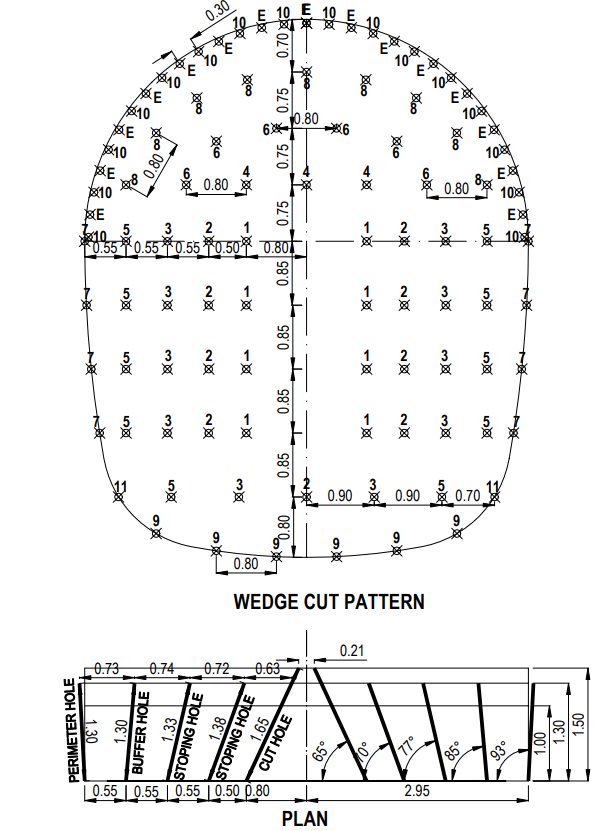 0.30
10 E 10 E 10 E 10
E E
10 10
E E
10 10
E E
10 10
E E
10 10
E E
10 10
E E
10 10
0.70
8 8 8
8 8
0.75
6 0.80 6
8 8
6 6
0.75
0.80
8 6 4 4 4 6 8
0.80 0.80
0.75
7 5 3 2 1 1 2 3 5 7
0.55 0.55 0.55 0.50 0.80
0.85
7 5 3 2 1 1 2 3 5 7
0.85
7 5 3 2 1 1 2 3 5 7
0.85
7 5 3 2 1 1 2 3 5 7
0.85
11 5 3 2 3 5 11
0.90 0.90 0.70
0.80
9 9 9 9 9 9
0.80
WEDGE CUT PATTERN
0.21
0.73 0.74 0.72 0.63
PERIMETER HOLE
1.30
1.30
BUFFER HOLE
1.33
STOPING HOLE
1.38
STOPING HOLE
1.65
CUT HOLE
65° 70° 77° 85° 93°
1.00
1.30
1.50
0.55 0.55 0.55 0.50 0.80 2.95
PLAN